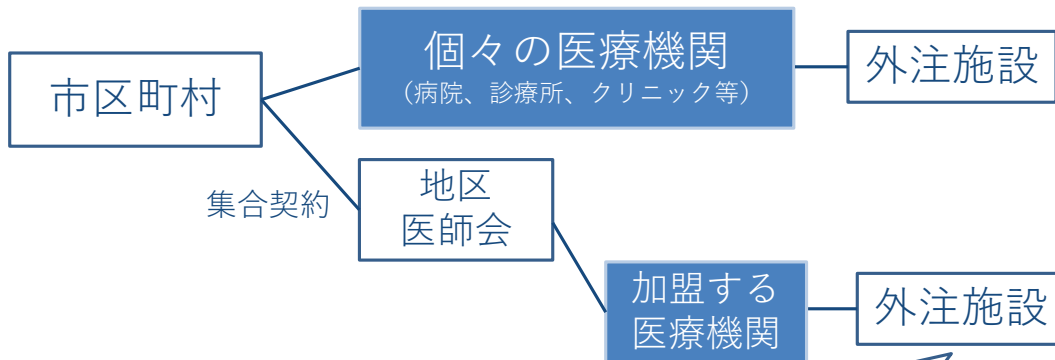 市区町村
個々の医療機関
（病院、診療所、クリニック等）
外注施設
集合契約
地区
医師会
加盟する
医療機関
外注施設